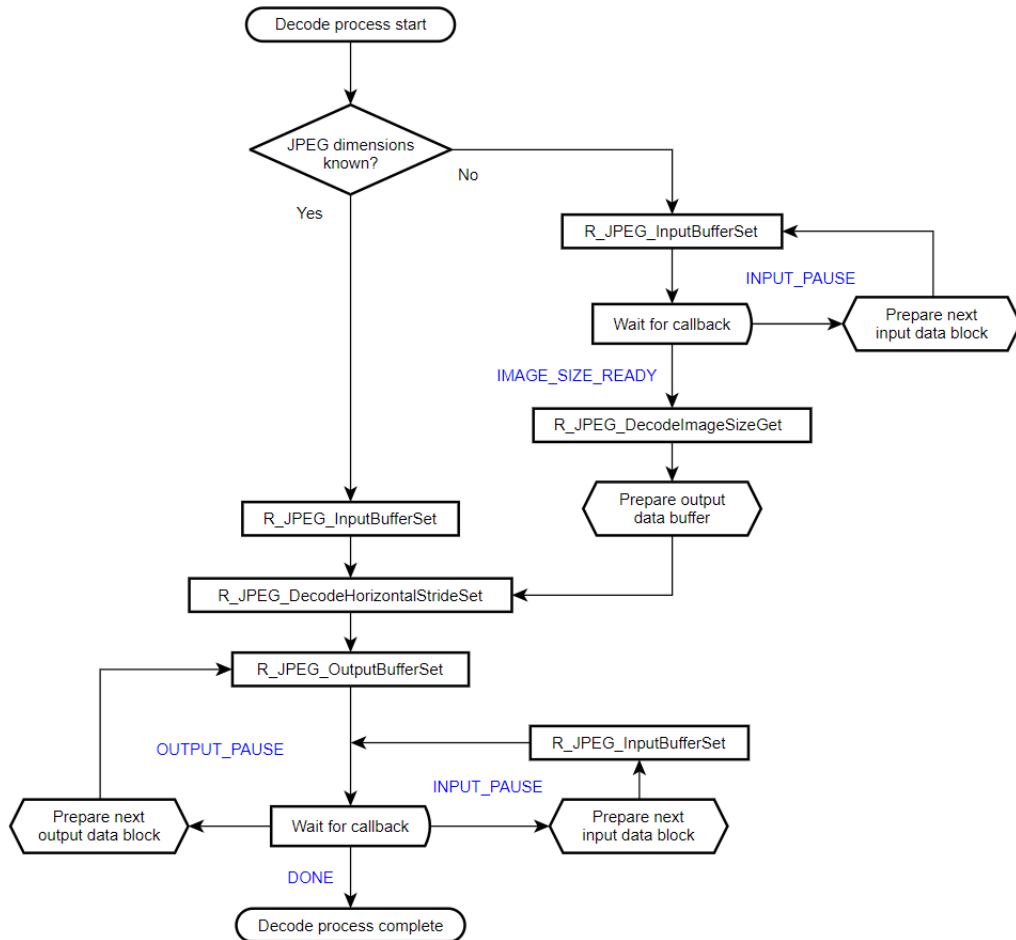 Decode process start
JPEG dimensions
known?
No
Yes
R_JPEG_InputBufferSet
INPUT_PAUSE
Wait for callback
Prepare next
input data block
IMAGE_SIZE_READY
R_JPEG_DecodeImageSizeGet
Prepare output
data buffer
R_JPEG_InputBufferSet
R_JPEG_DecodeHorizontalStrideSet
R_JPEG_OutputBufferSet
OUTPUT_PAUSE
R_JPEG_InputBufferSet
INPUT_PAUSE
Prepare next
output data block
Wait for callback
Prepare next
input data block
DONE
Decode process complete